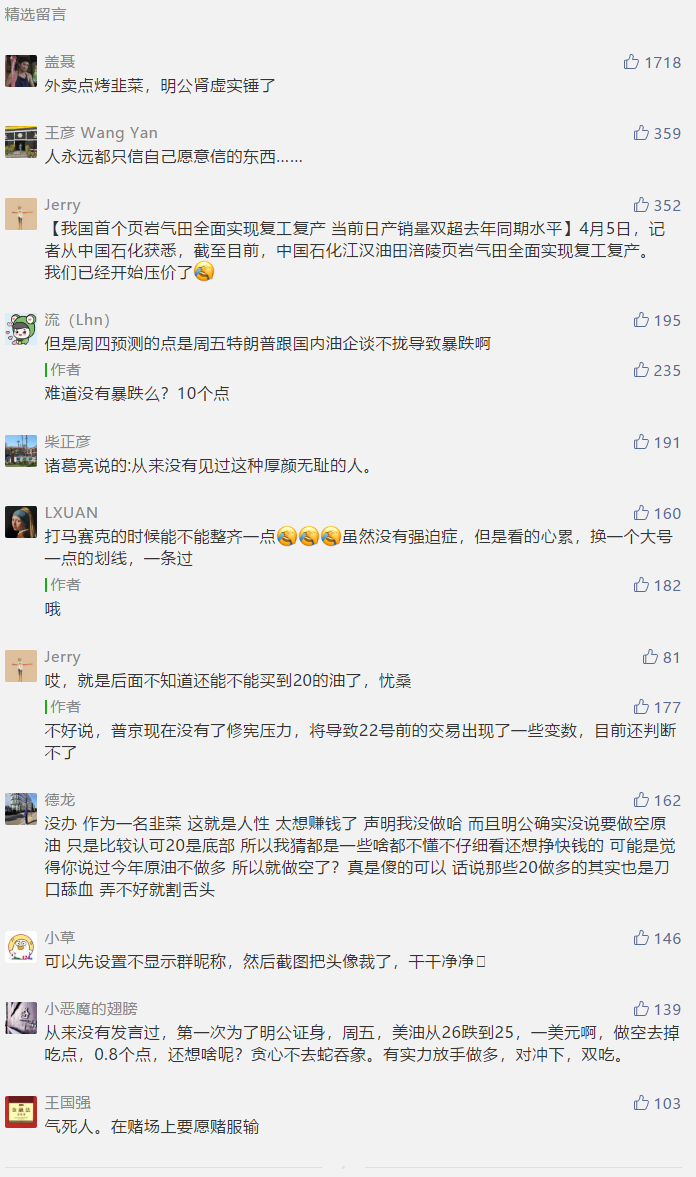 精选留言
盖聂 1718
外卖点烤韭菜，明公肾虚实锤了
王彦 Wang Yan 359
人永远都只信自己愿意信的东西……
Jerry 352
【我国首个页岩气田全面实现复工复产 当前日产销量双超去年同期水平】4月5日，记
者从中国石化获悉，截至目前，中国石化江汉油田涪陵页岩气田全面实现复工复产。
我们已经开始压价了
流（Lhn） 195
但是周四预测的点是周五特朗普跟国内油企谈不拢导致暴跌啊
作者 235
难道没有暴跌么？10个点
柴正彦 191
诸葛亮说的:从来没有见过这种厚颜无耻的人。
LXUAN 160
打马赛克的时候能不能整齐一点虽然没有强迫症，但是看的心累，换一个大号
一点的划线，一条过
作者 182
哦
Jerry 81
哎，就是后面不知道还能不能买到20的油了，忧桑
作者 177
不好说，普京现在没有了修宪压力，将导致22号前的交易出现了一些变数，目前还判断
不了
德龙 162
没办 作为一名韭菜 这就是人性 太想赚钱了 声明我没做哈 而且明公确实没说要做空原
油 只是比较认可20是底部 所以我猜都是一些啥都不懂不仔细看还想挣快钱的 可能是觉
得你说过今年原油不做多 所以就做空了？真是傻的可以 话说那些20做多的其实也是刀
口舔血 弄不好就割舌头
小草 146
可以先设置不显示群昵称，然后截图把头像裁了，干干净净
小恶魔的翅膀 139
从来没有发言过，第一次为了明公证身，周五，美油从26跌到25，一美元啊，做空去掉
吃点，0.8个点，还想啥呢？贪心不去蛇吞象。有实力放手做多，对冲下，双吃。
王国强 103
气死人。在赌场上要愿赌服输